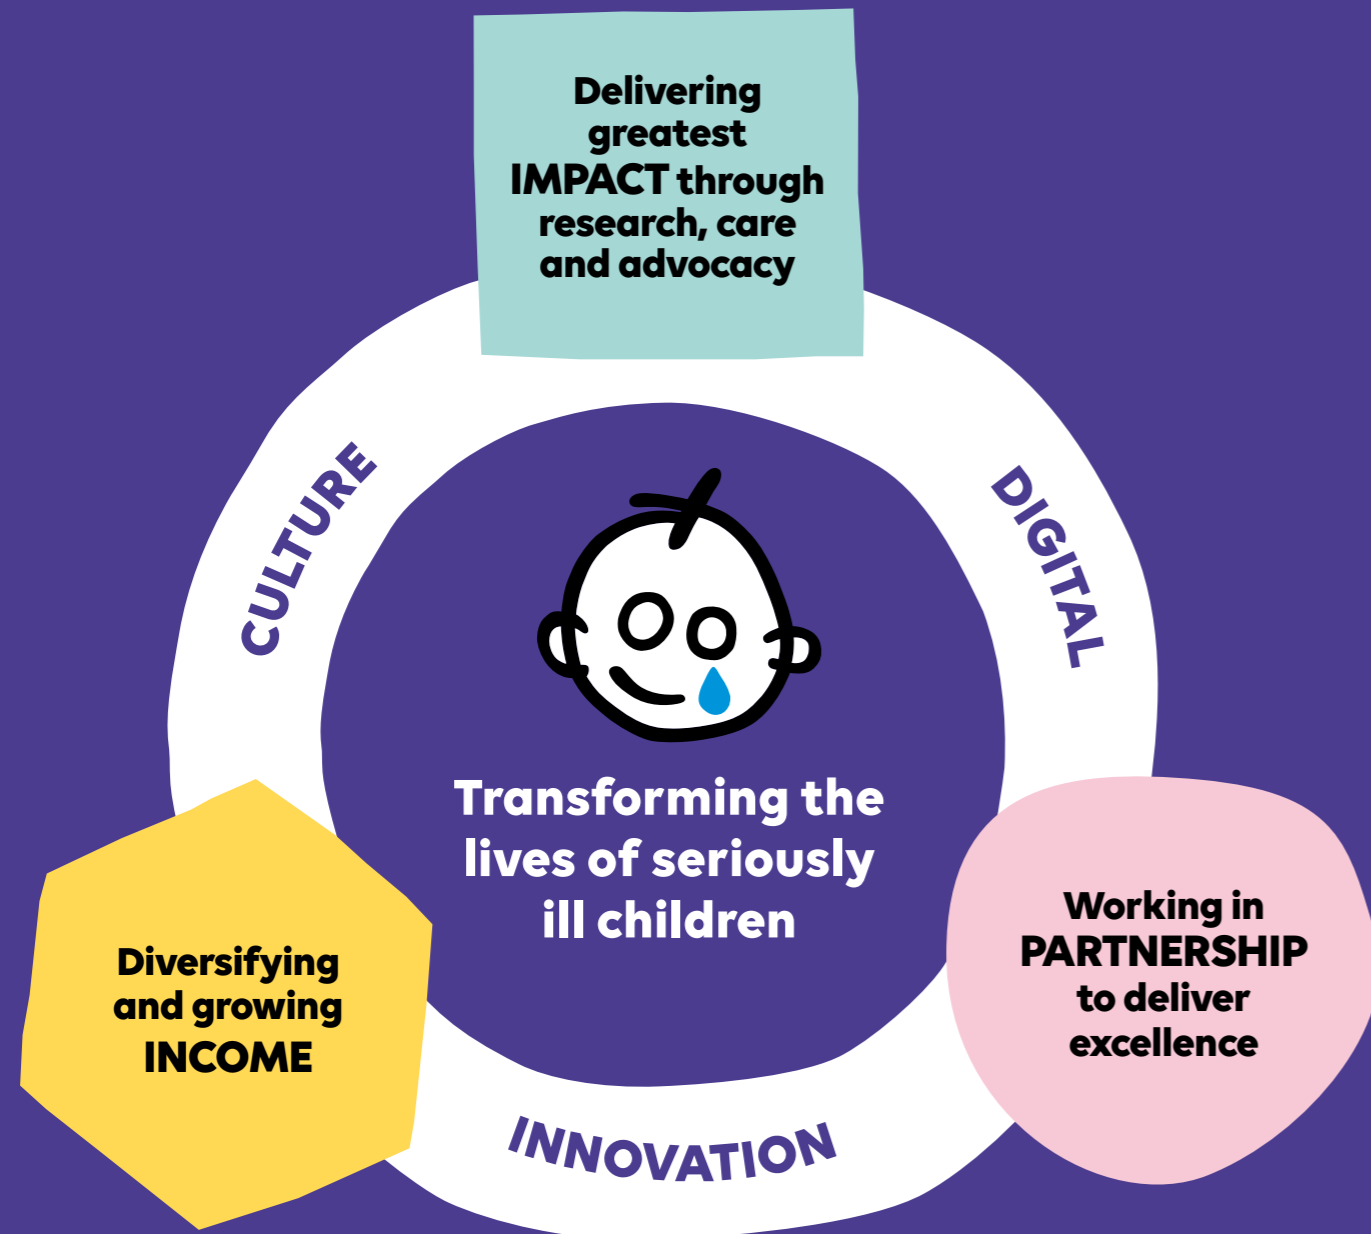 Delivering
greatest
IMPACT through
research, care
and advocacy
CULTURE
DIGITAL
Transforming the
lives of seriously
ill children
Diversifying
and growing
INCOME
Working in
PARTNERSHIP
to deliver
excellence
INNOVATION